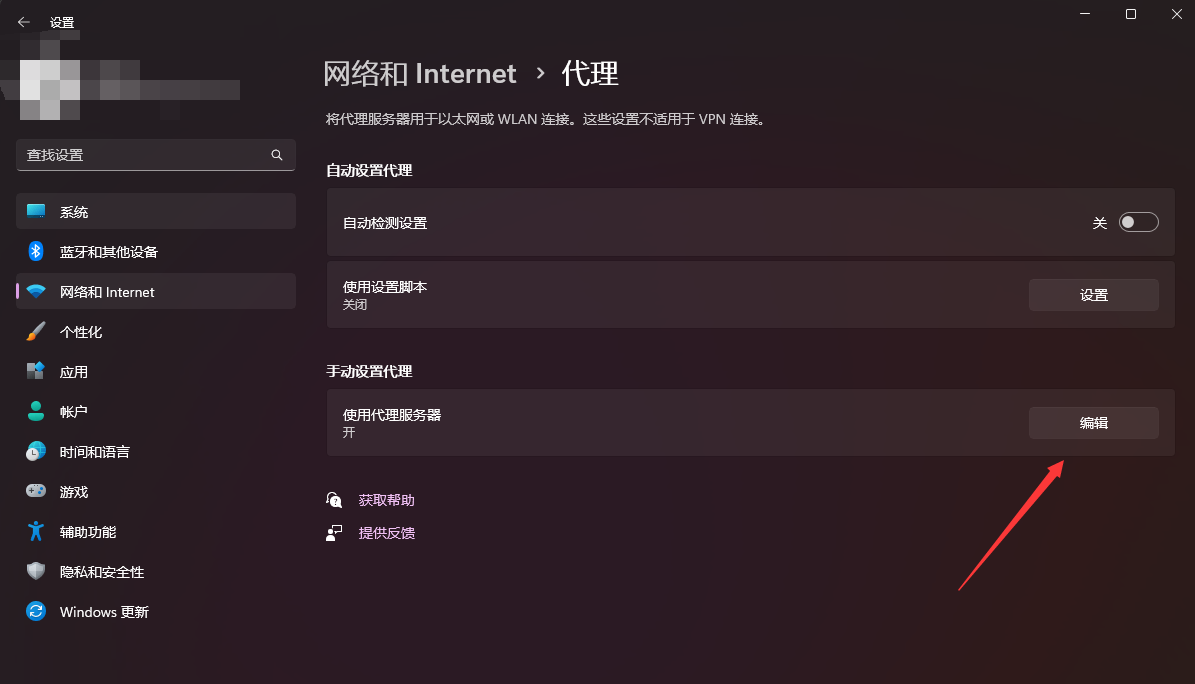 设置
查找设置
系统
蓝牙和其他设备
网络和 Internet
个性化
应用
帐户
时间和语言
游戏
辅助功能
隐私和安全性
Windows 更新
网络和 Internet › 代理
将代理服务器用于以太网或 WLAN 连接。这些设置不适用于 VPN 连接。
自动设置代理
自动检测设置
关
使用设置脚本
关闭
设置
手动设置代理
使用代理服务器
开
编辑
获取帮助
提供反馈